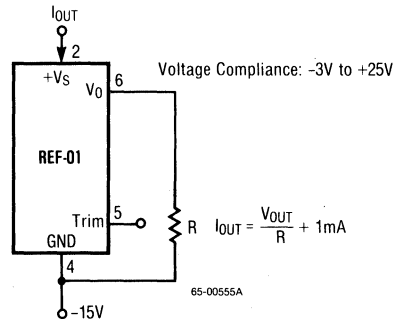 IOUT
2
+VS
VO
6
Voltage Compliance: –3V to +25V
REF-01
Trim
5
R
IOUT = VOUT/R + 1mA
GND
4
65-00555A
–15V